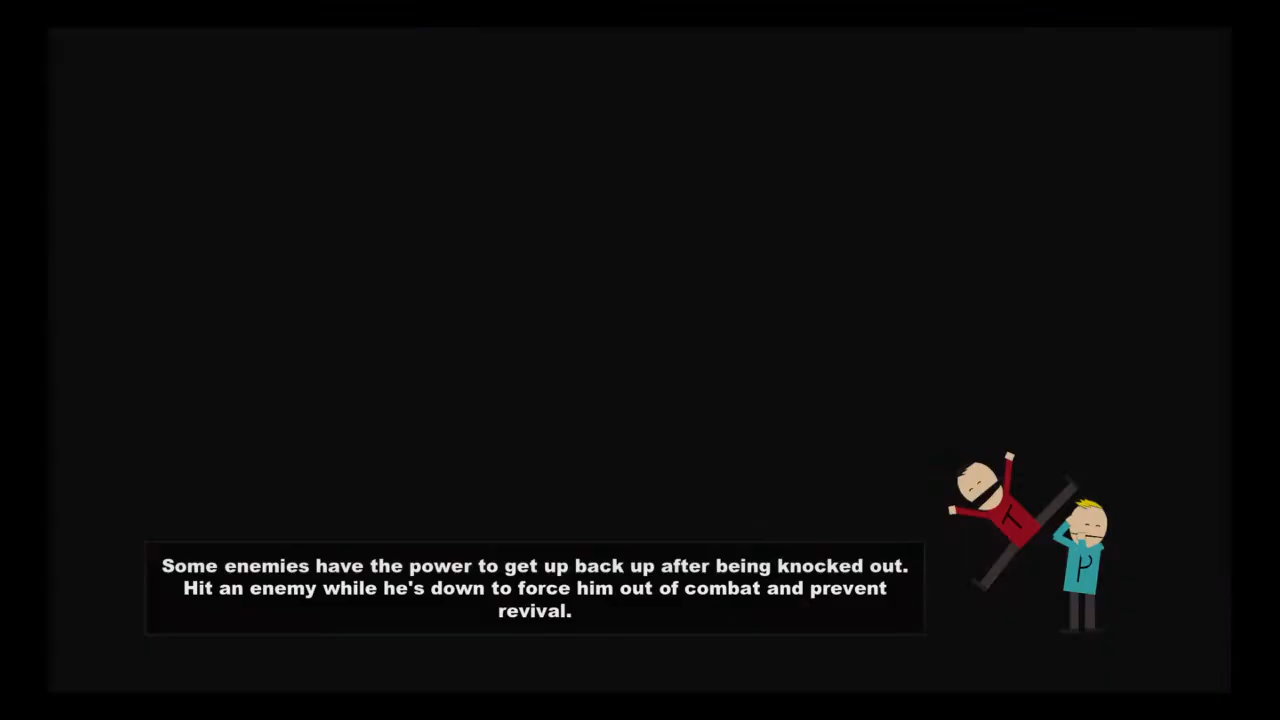 Some enemies have the power to get up back up after being knocked out.
Hit an enemy while he's down to force him out of combat and prevent
revival.
T
P